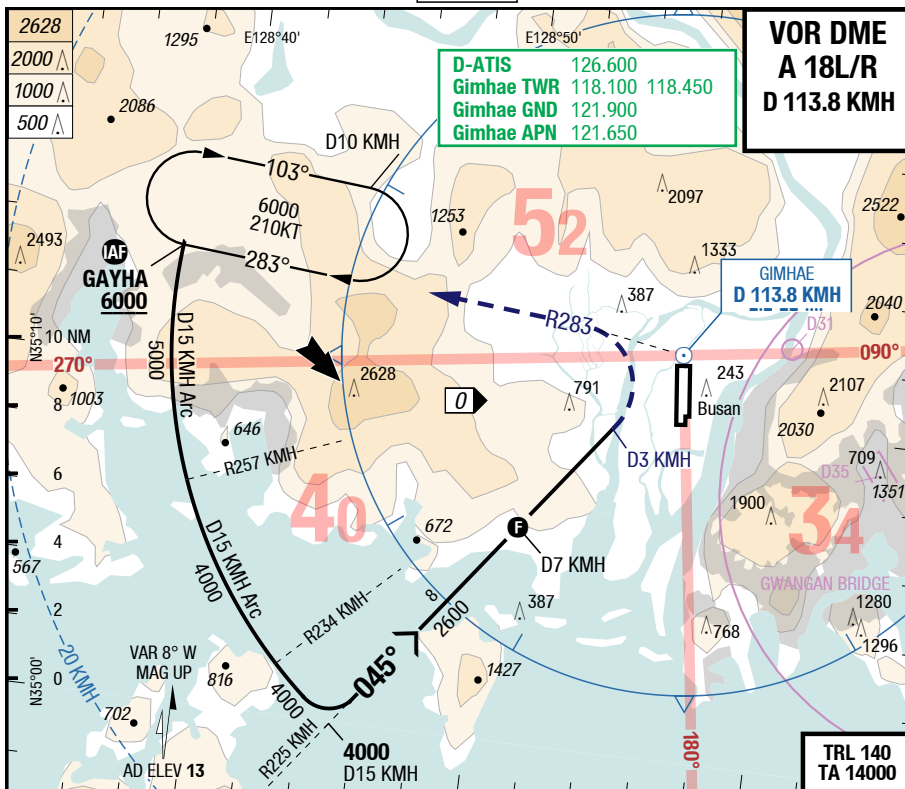 2628
2000
1000
500
1295
E128°40'
E128°50'
D-ATIS 126.600
Gimhae TWR 118.100 118.450
Gimhae GND 121.900
Gimhae APN 121.650
VOR DME
A 18L/R
D 113.8 KMH
2086
D10 KMH
103°
6000
210KT
283°
1253
52
2097
2522
2493
IAF
GAYHA
6000
1333
GIMHAE
D 113.8 KMH
387
2040
R283
D31
N35°10'
10 NM
270°
090°
D15 KMH Arc
5000
2628
0
791
243
Busan
2107
2030
1003
8
646
R257 KMH
D3 KMH
709
D35
1351
6
40
1900
34
672
F
D7 KMH
4
567
D15 KMH Arc
4000
R234 KMH
GWANGAN BRIDGE
8
2600
387
1280
2
768
1296
VAR 8° W
MAG UP
045°
N35°00'
0
20 KMH
816
1427
4000
702
R225 KMH
4000
D15 KMH
180°
AD ELEV 13
TRL 140
TA 14000